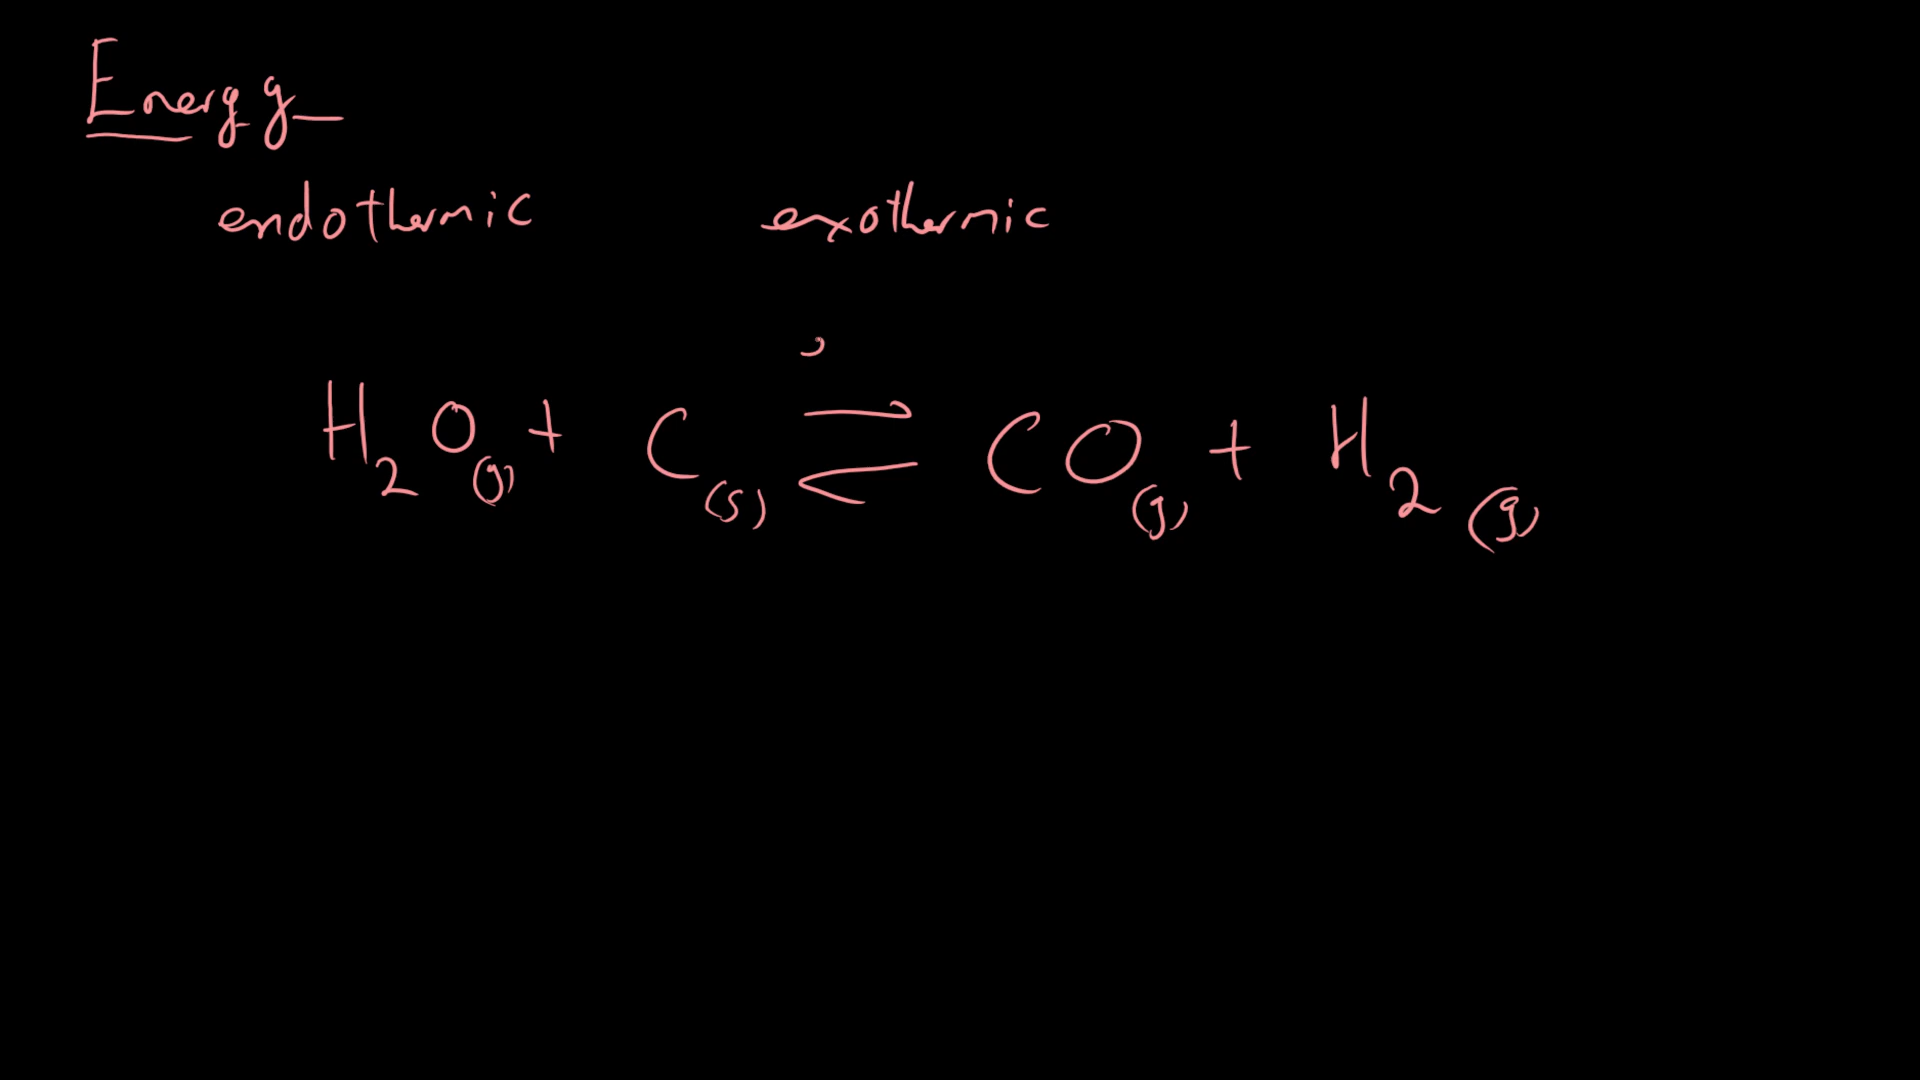 Energy
endothermic exothermic
H₂O(g) + C(s) ⇌ CO(g) + H₂(g)